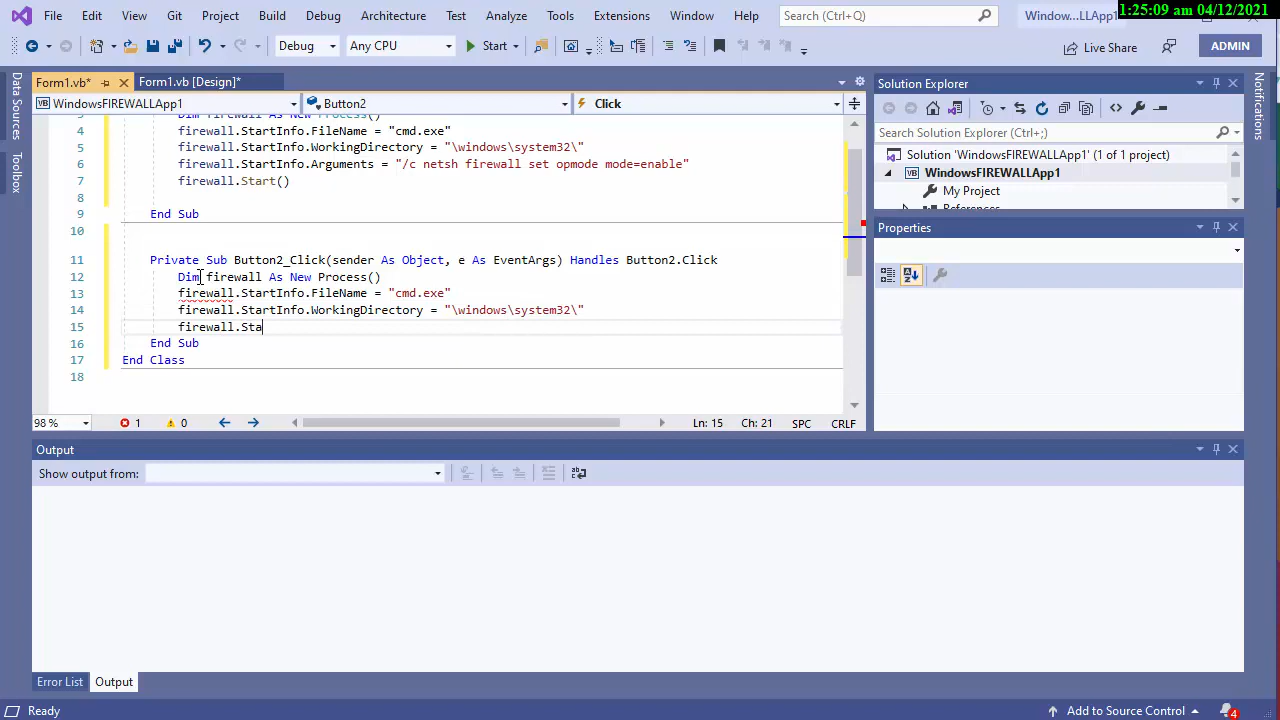 1:25:09 am 04/12/2021
File Edit View Git Project Build Debug
Window Help Search (Ctrl+Q) Window...LLApp1
Debug Any CPU Start Live Share ADMIN
Data Sources
Toolbox
Form1.vb* Form1.vb [Design]*
WindowsFIREWALLApp1 Button2 Click
4 firewall.StartInfo.FileName = "cmd.exe"
5 firewall.StartInfo.WorkingDirectory = "\windows\system32\"
6 firewall.StartInfo.Arguments = "/c netsh firewall set opmode mode=enable"
7 firewall.Start()
8
9 End Sub
10
11 Private Sub Button2_Click(sender As Object, e As EventArgs) Handles Button2.Click
12 Dim firewall As New Process()
13 firewall.StartInfo.FileName = "cmd.exe"
14 firewall.StartInfo.WorkingDirectory = "\windows\system32\"
15 firewall.Sta
16 End Sub
17 End Class
18
98 % 1 0 Ln: 15 Ch: 21 SPC CRLF
Solution Explorer
Search Solution Explorer (Ctrl+;)
Solution 'WindowsFIREWALLApp1' (1 of 1 project)
WindowsFIREWALLApp1
My Project
References
Properties
Notifications
Output
Show output from:
Error List Output
Ready Add to Source Control 4